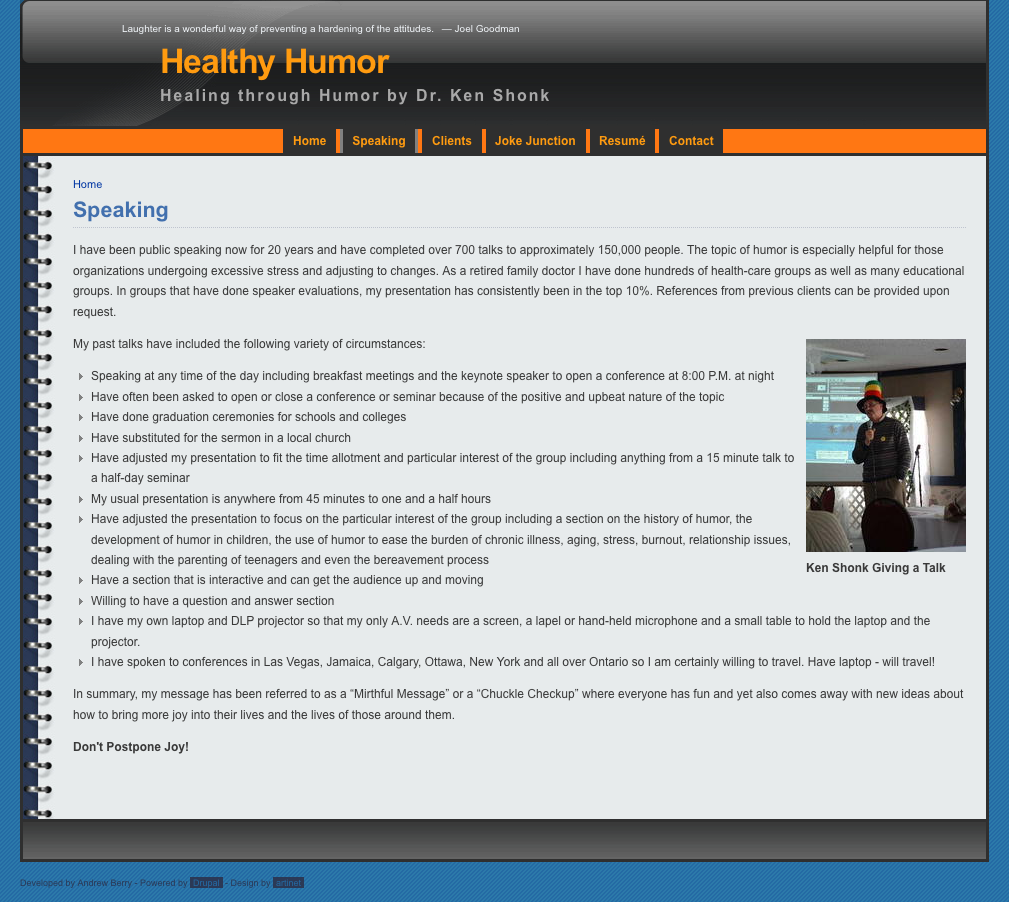 Laughter is a wonderful way of preventing a hardening of the attitudes. — Joel Goodman
Healthy Humor
Healing through Humor by Dr. Ken Shonk
Home Speaking Clients Joke Junction Resumé Contact
Home
Speaking
I have been public speaking now for 20 years and have completed over 700 talks to approximately 150,000 people. The topic of humor is especially helpful for those
organizations undergoing excessive stress and adjusting to changes. As a retired family doctor I have done hundreds of health-care groups as well as many educational
groups. In groups that have done speaker evaluations, my presentation has consistently been in the top 10%. References from previous clients can be provided upon
request.
My past talks have included the following variety of circumstances:
Speaking at any time of the day including breakfast meetings and the keynote speaker to open a conference at 8:00 P.M. at night
Have often been asked to open or close a conference or seminar because of the positive and upbeat nature of the topic
Have done graduation ceremonies for schools and colleges
Have substituted for the sermon in a local church
Have adjusted my presentation to fit the time allotment and particular interest of the group including anything from a 15 minute talk to
a half-day seminar
My usual presentation is anywhere from 45 minutes to one and a half hours
Have adjusted the presentation to focus on the particular interest of the group including a section on the history of humor, the
development of humor in children, the use of humor to ease the burden of chronic illness, aging, stress, burnout, relationship issues,
dealing with the parenting of teenagers and even the bereavement process
Ken Shonk Giving a Talk
Have a section that is interactive and can get the audience up and moving
Willing to have a question and answer section
I have my own laptop and DLP projector so that my only A.V. needs are a screen, a lapel or hand-held microphone and a small table to hold the laptop and the
projector.
I have spoken to conferences in Las Vegas, Jamaica, Calgary, Ottawa, New York and all over Ontario so I am certainly willing to travel. Have laptop - will travel!
In summary, my message has been referred to as a “Mirthful Message” or a “Chuckle Checkup” where everyone has fun and yet also comes away with new ideas about
how to bring more joy into their lives and the lives of those around them.
Don't Postpone Joy!
Developed by Andrew Berry - Powered by Drupal - Design by artinet